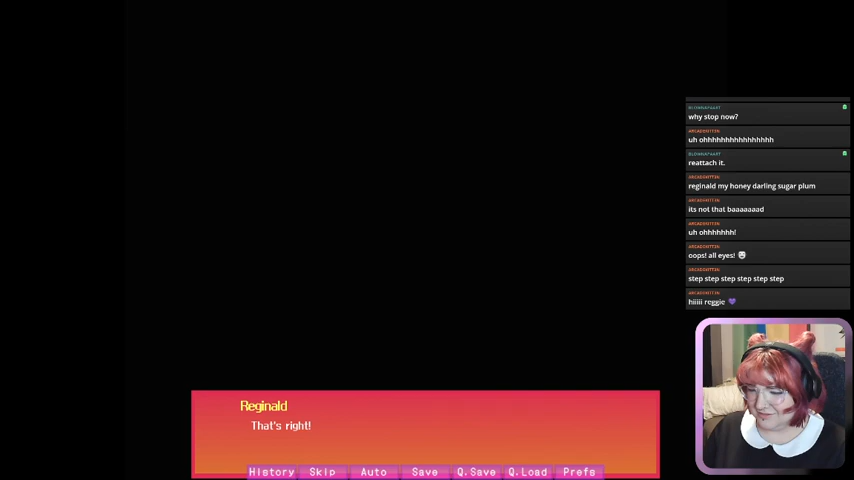 why stop now?
ARCADEKITTEN
uh ohhhhhhhhhhhhhhhhh
reattach it.
ARCADEKITTEN
reginald my honey darling sugar plum
ARCADEKITTEN
its not that baaaaaaad
ARCADEKITTEN
uh ohhhhhhh!
ARCADEKITTEN
oops! all eyes!
ARCADEKITTEN
step step step step step step
ARCADEKITTEN
hiiiii reggie 💜
Reginald
That's right!
History Skip Auto Save Q.Save Q.Load Prefs